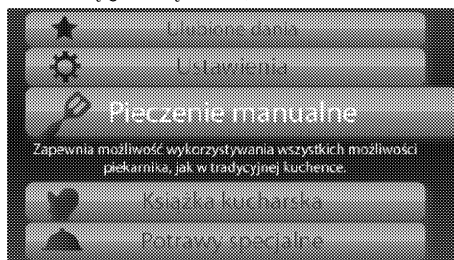 Ulubione dania
Ustawienia
Pieczenie manualne
Zapewnia możliwość wykorzystywania wszystkich możliwości
piekarnika, jak w tradycyjnej kuchence.
Książka kucharska
Potrawy specjalne